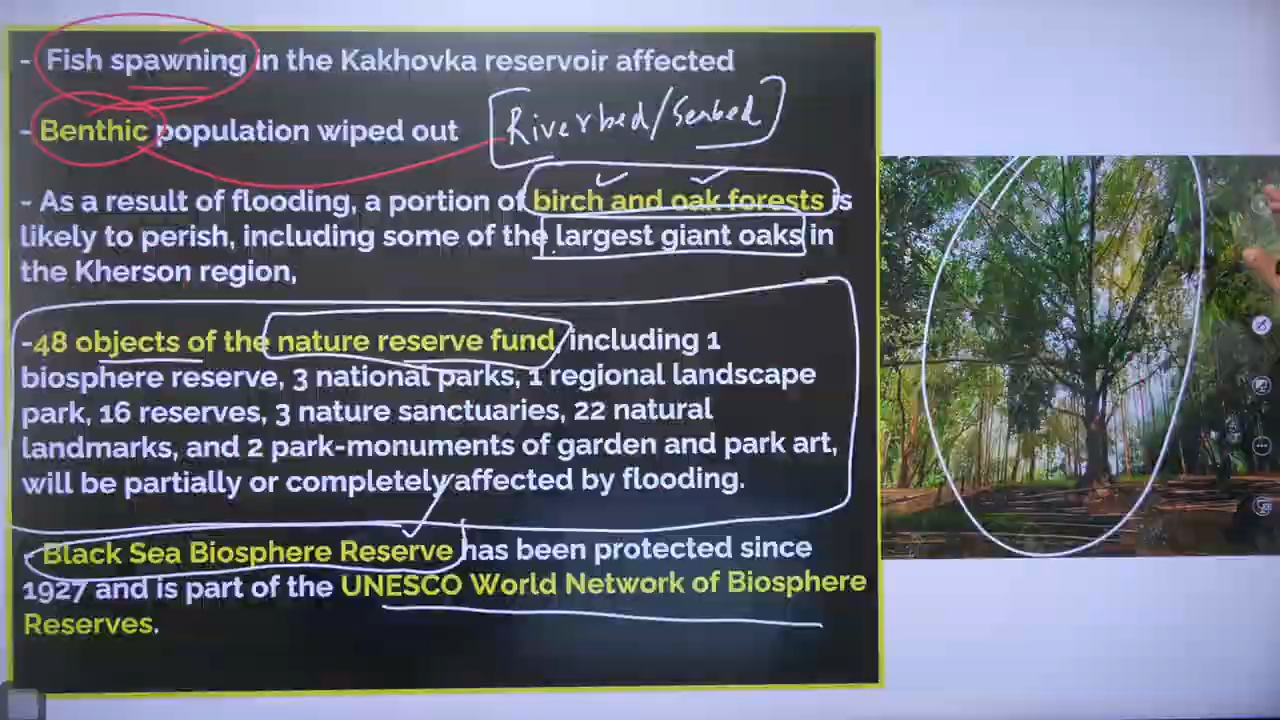 - Fish spawning in the Kakhovka reservoir affected
- Benthic population wiped out [Riverbed/Seabed]
- As a result of flooding, a portion of birch and oak forests is
likely to perish, including some of the largest giant oaks in
the Kherson region,
-48 objects of the nature reserve fund, including 1
biosphere reserve, 3 national parks, 1 regional landscape
park, 16 reserves, 3 nature sanctuaries, 22 natural
landmarks, and 2 park-monuments of garden and park art,
will be partially or completely affected by flooding.
- Black Sea Biosphere Reserve has been protected since
1927 and is part of the UNESCO World Network of Biosphere
Reserves.